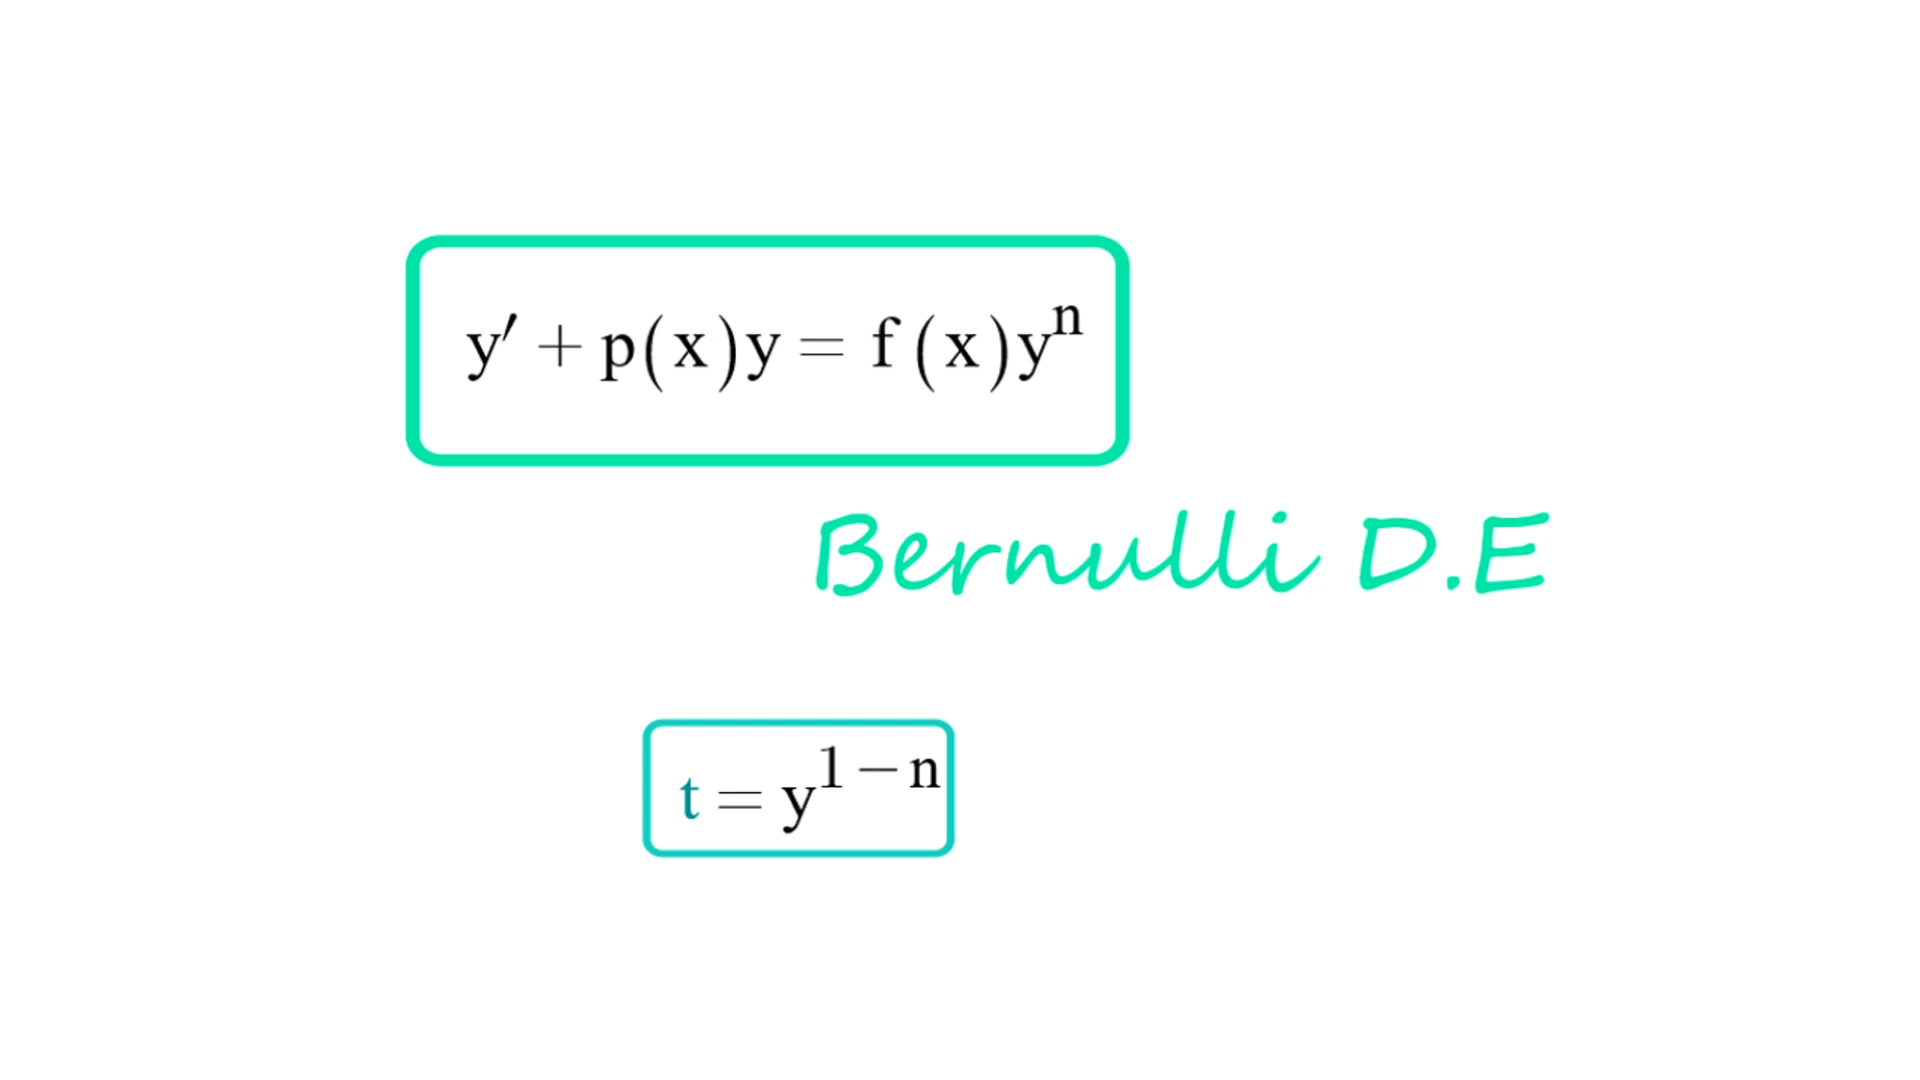 y′ + p(x)y = f(x)yⁿ
Bernulli D.E
t = y¹⁻ⁿ